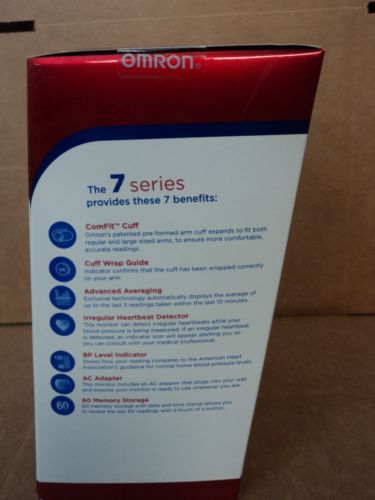 OMRON®
The 7 series
provides these 7 benefits:
ComFit™ Cuff
Omron's patented pre-formed arm cuff expands to fit both
regular and large sized arms, to ensure more comfortable,
accurate readings.
Cuff Wrap Guide
Indicator confirms that the cuff has been wrapped correctly
on your arm.
Advanced Averaging
Exclusive technology automatically displays the average of
up to the last 3 readings taken within the last 10 minutes.
Irregular Heartbeat Detector
This monitor can detect irregular heartbeats while your
blood pressure is being measured. If an irregular heartbeat
is detected, an indicator icon will appear alerting you so
you can consult with your medical professional.
BP Level Indicator
Shows how your reading compares to the American Heart
Association's guideline for normal home blood pressure levels.
AC Adapter
This monitor includes an AC adapter that plugs into your wall
and ensures your monitor is ready to use whenever you are.
60
60 Memory Storage
60 memory storage with date and time stamp allows you
to review the last 60 readings with a touch of a button.